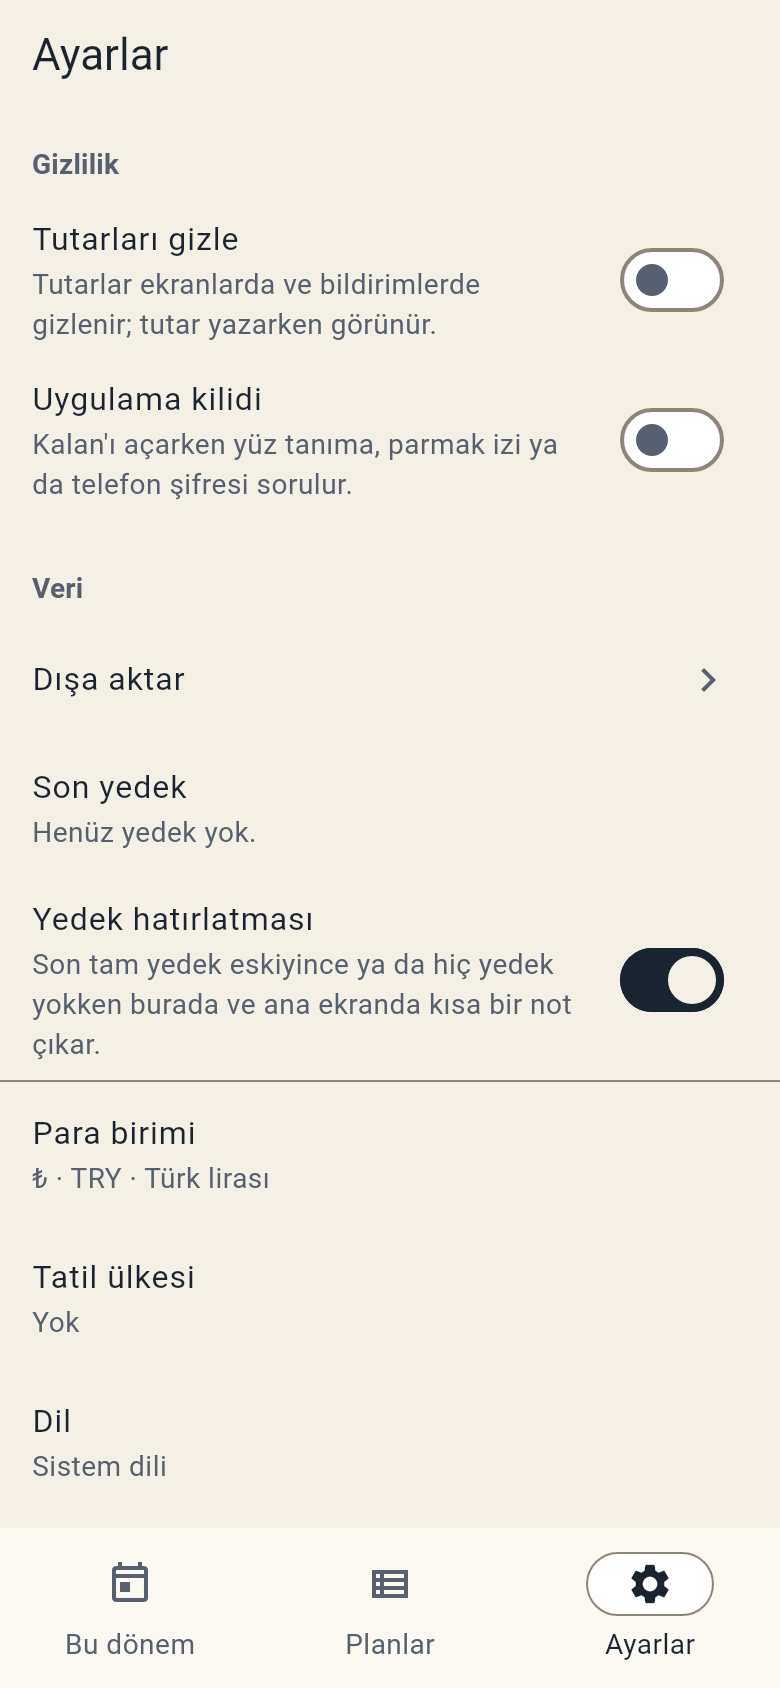 Ayarlar
Gizlilik
Tutarları gizle
Tutarlar ekranlarda ve bildirimlerde
gizlenir; tutar yazarken görünür.
Uygulama kilidi
Kalan'ı açarken yüz tanıma, parmak izi ya
da telefon şifresi sorulur.
Veri
Dışa aktar
Son yedek
Henüz yedek yok.
Yedek hatırlatması
Son tam yedek eskiyince ya da hiç yedek
yokken burada ve ana ekranda kısa bir not
çıkar.
Para birimi
₺ · TRY · Türk lirası
Tatil ülkesi
Yok
Dil
Sistem dili
Bu dönem
Planlar
Ayarlar